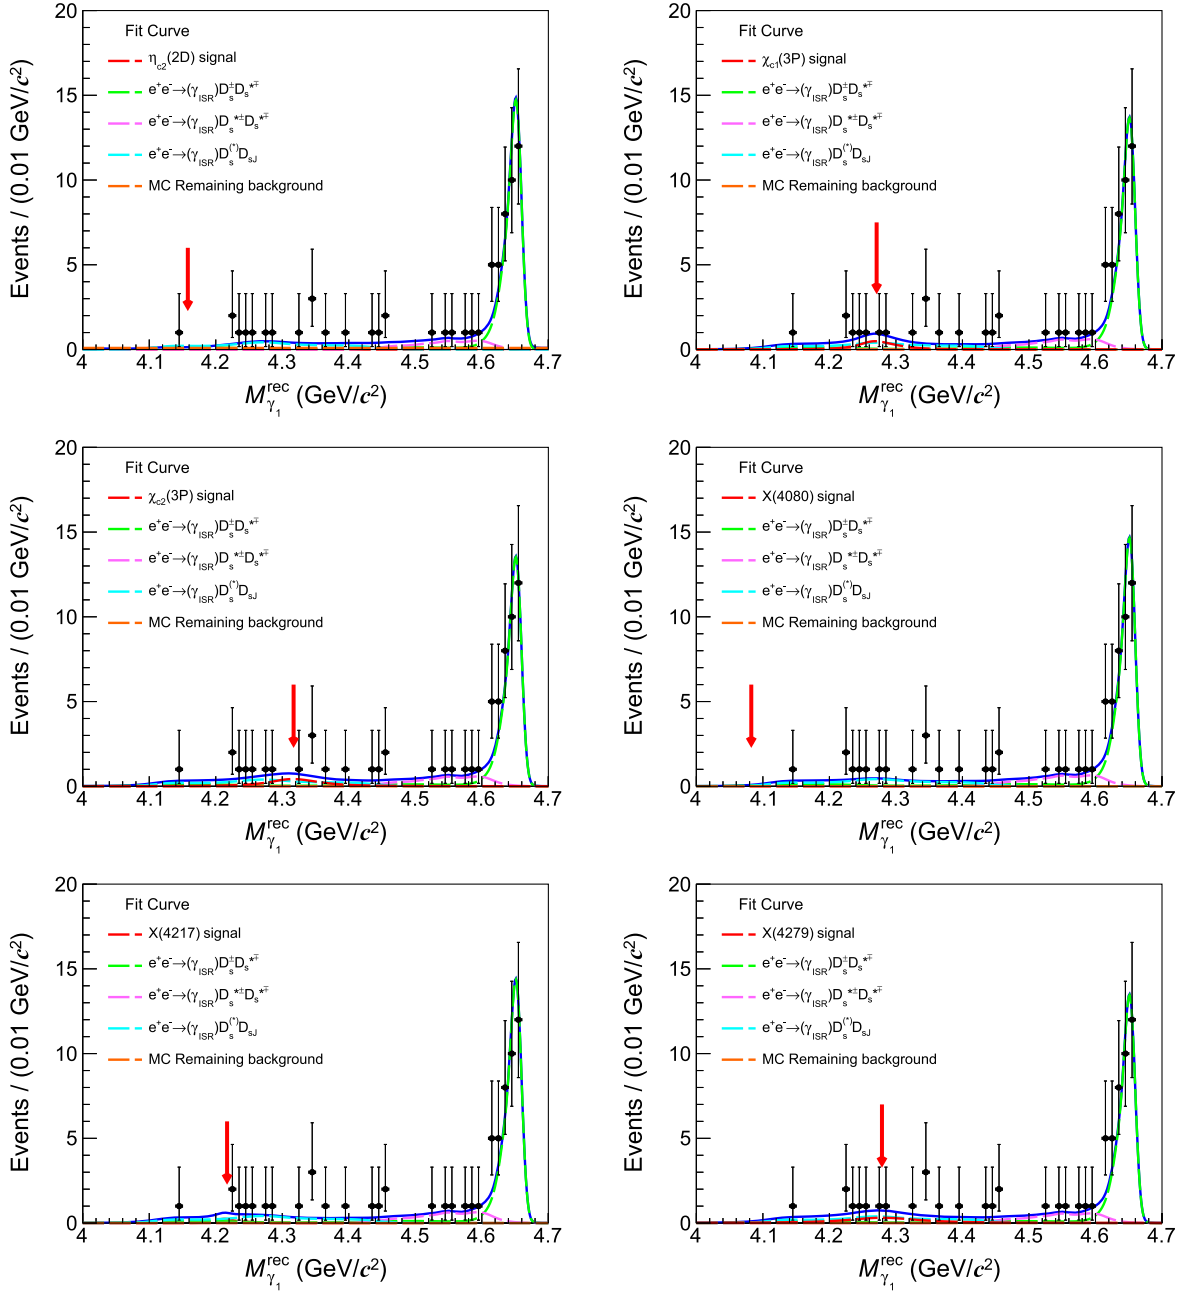 20
15
10
5
0
Events / (0.01 GeV/c²)
Fit Curve
η_c2(2D) signal
e⁺e⁻→(γ_ISR)D_s^±D_s*^∓
e⁺e⁻→(γ_ISR)D_s*^±D_s*^∓
e⁺e⁻→(γ_ISR)D_s^(*)D_sJ
MC Remaining background
4 4.1 4.2 4.3 4.4 4.5 4.6 4.7
M_γ₁^rec (GeV/c²)
20
15
10
5
0
Events / (0.01 GeV/c²)
Fit Curve
χ_c1(3P) signal
e⁺e⁻→(γ_ISR)D_s^±D_s*^∓
e⁺e⁻→(γ_ISR)D_s*^±D_s*^∓
e⁺e⁻→(γ_ISR)D_s^(*)D_sJ
MC Remaining background
4 4.1 4.2 4.3 4.4 4.5 4.6 4.7
M_γ₁^rec (GeV/c²)
20
15
10
5
0
Events / (0.01 GeV/c²)
Fit Curve
χ_c2(3P) signal
e⁺e⁻→(γ_ISR)D_s^±D_s*^∓
e⁺e⁻→(γ_ISR)D_s*^±D_s*^∓
e⁺e⁻→(γ_ISR)D_s^(*)D_sJ
MC Remaining background
4 4.1 4.2 4.3 4.4 4.5 4.6 4.7
M_γ₁^rec (GeV/c²)
20
15
10
5
0
Events / (0.01 GeV/c²)
Fit Curve
X(4080) signal
e⁺e⁻→(γ_ISR)D_s^±D_s*^∓
e⁺e⁻→(γ_ISR)D_s*^±D_s*^∓
e⁺e⁻→(γ_ISR)D_s^(*)D_sJ
MC Remaining background
4 4.1 4.2 4.3 4.4 4.5 4.6 4.7
M_γ₁^rec (GeV/c²)
20
15
10
5
0
Events / (0.01 GeV/c²)
Fit Curve
X(4217) signal
e⁺e⁻→(γ_ISR)D_s^±D_s*^∓
e⁺e⁻→(γ_ISR)D_s*^±D_s*^∓
e⁺e⁻→(γ_ISR)D_s^(*)D_sJ
MC Remaining background
4 4.1 4.2 4.3 4.4 4.5 4.6 4.7
M_γ₁^rec (GeV/c²)
20
15
10
5
0
Events / (0.01 GeV/c²)
Fit Curve
X(4279) signal
e⁺e⁻→(γ_ISR)D_s^±D_s*^∓
e⁺e⁻→(γ_ISR)D_s*^±D_s*^∓
e⁺e⁻→(γ_ISR)D_s^(*)D_sJ
MC Remaining background
4 4.1 4.2 4.3 4.4 4.5 4.6 4.7
M_γ₁^rec (GeV/c²)